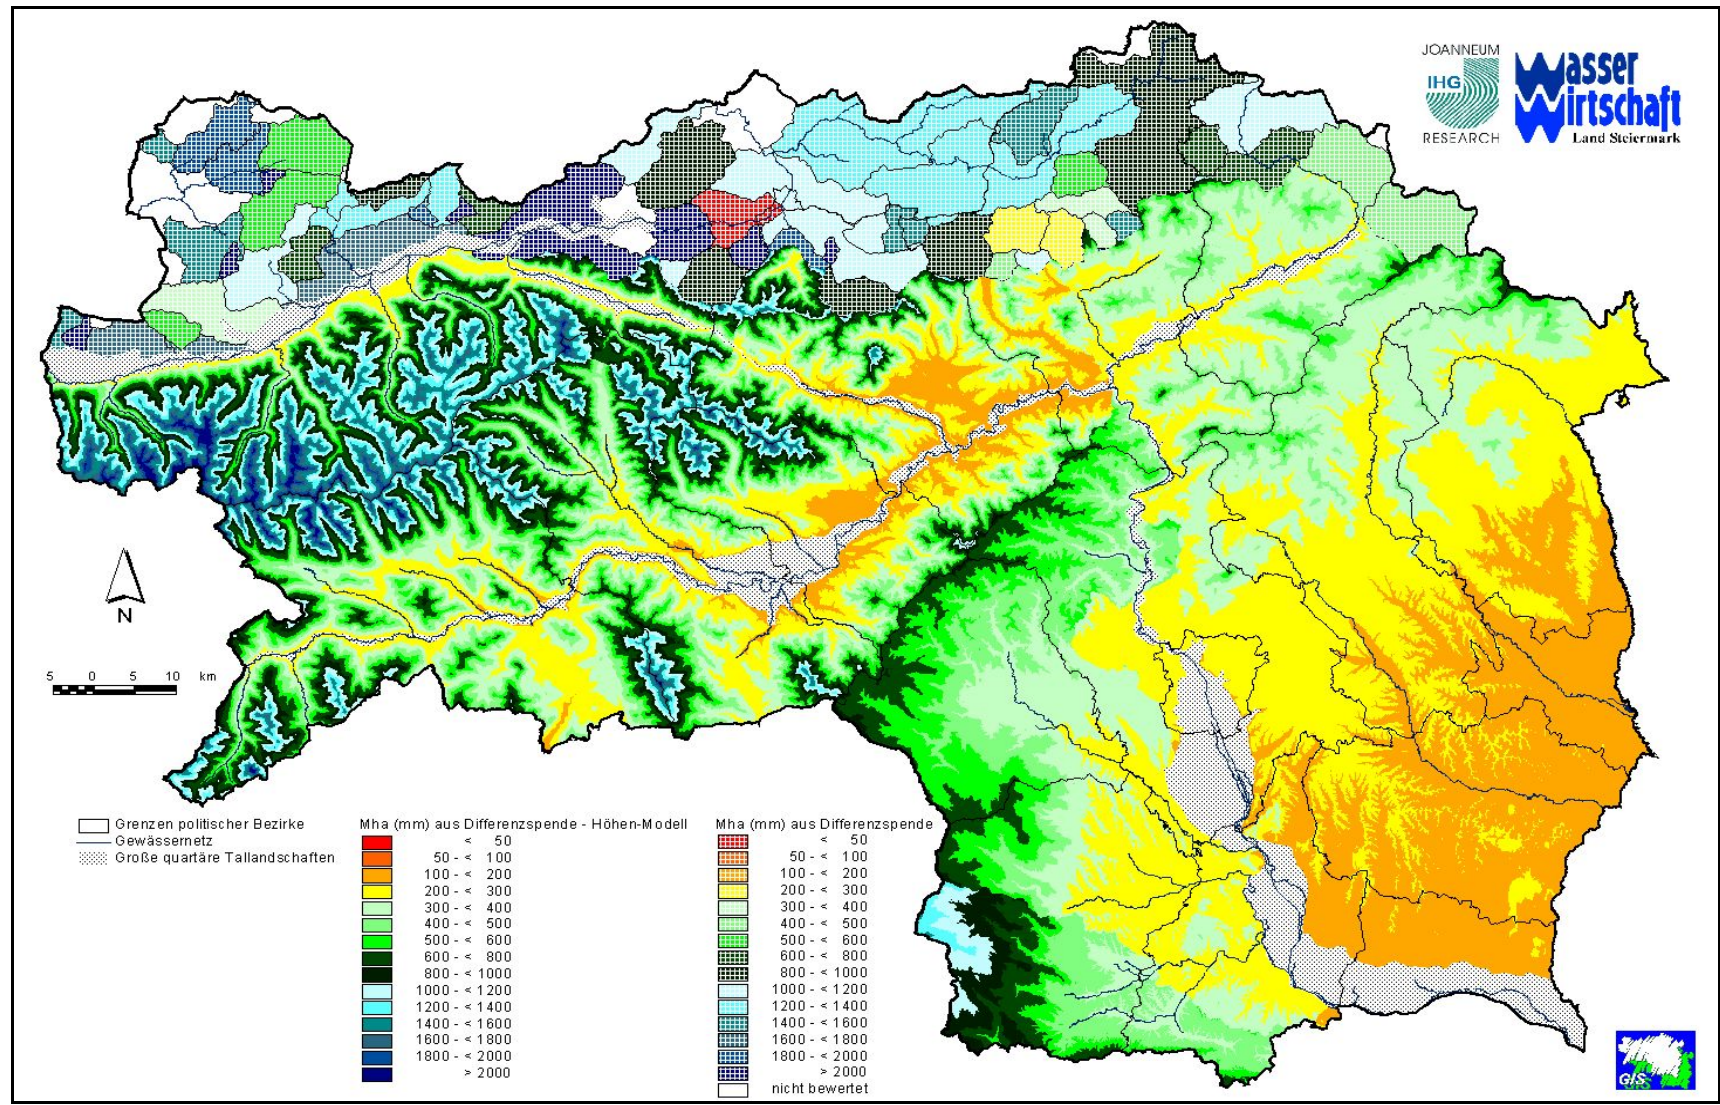 JOANNEUM
IHG
RESEARCH
Wasser
Wirtschaft
Land Steiermark
N
5 0 5 10 km
Grenzen politischer Bezirke
Gewässernetz
Große quartäre Tallandschaften
Mha (mm) aus Differenzspende - Höhen-Modell
< 50
50 - < 100
100 - < 200
200 - < 300
300 - < 400
400 - < 500
500 - < 600
600 - < 800
800 - < 1000
1000 - < 1200
1200 - < 1400
1400 - < 1600
1600 - < 1800
1800 - < 2000
> 2000
Mha (mm) aus Differenzspende
< 50
50 - < 100
100 - < 200
200 - < 300
300 - < 400
400 - < 500
500 - < 600
600 - < 800
800 - < 1000
1000 - < 1200
1200 - < 1400
1400 - < 1600
1600 - < 1800
1800 - < 2000
> 2000
nicht bewertet
GIS